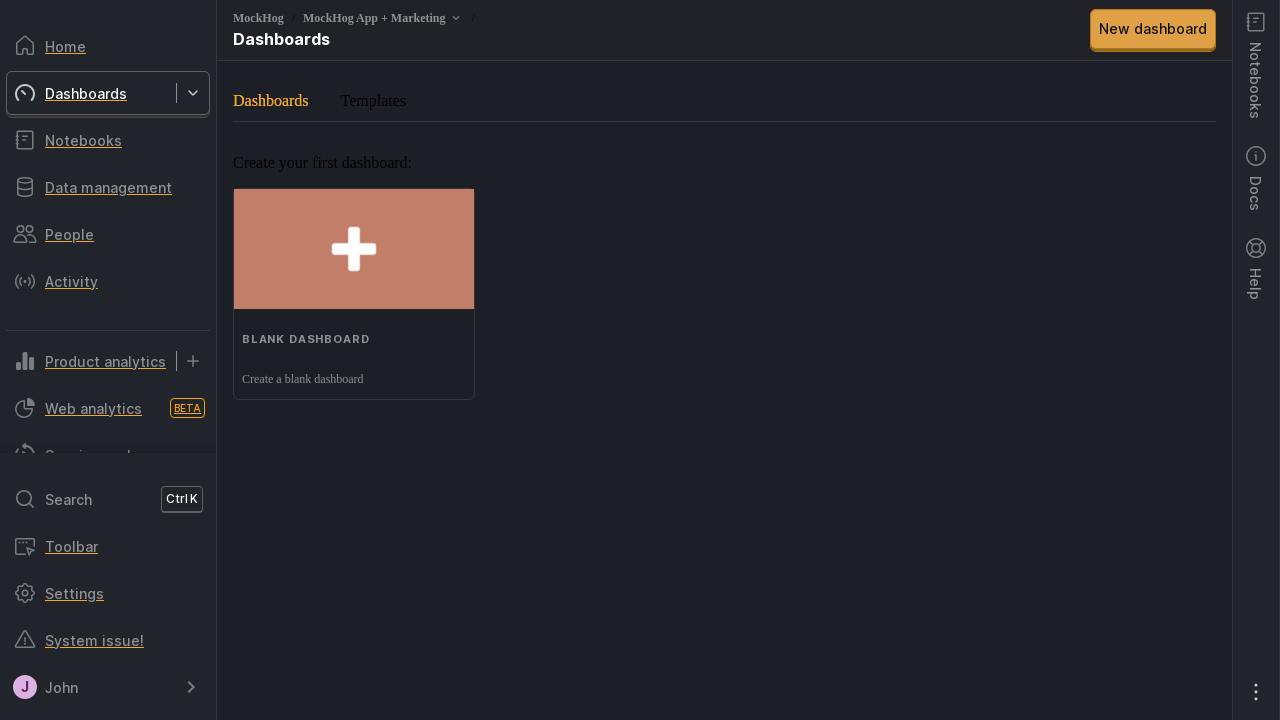 Home
Dashboards
Notebooks
Data management
People
Activity
Product analytics
Web analytics
BETA
Search
Ctrl K
Toolbar
Settings
System issue!
J
John
MockHog / MockHog App + Marketing /
Dashboards
New dashboard
Dashboards
Templates
Create your first dashboard:
BLANK DASHBOARD
Create a blank dashboard
Notebooks
Docs
Help